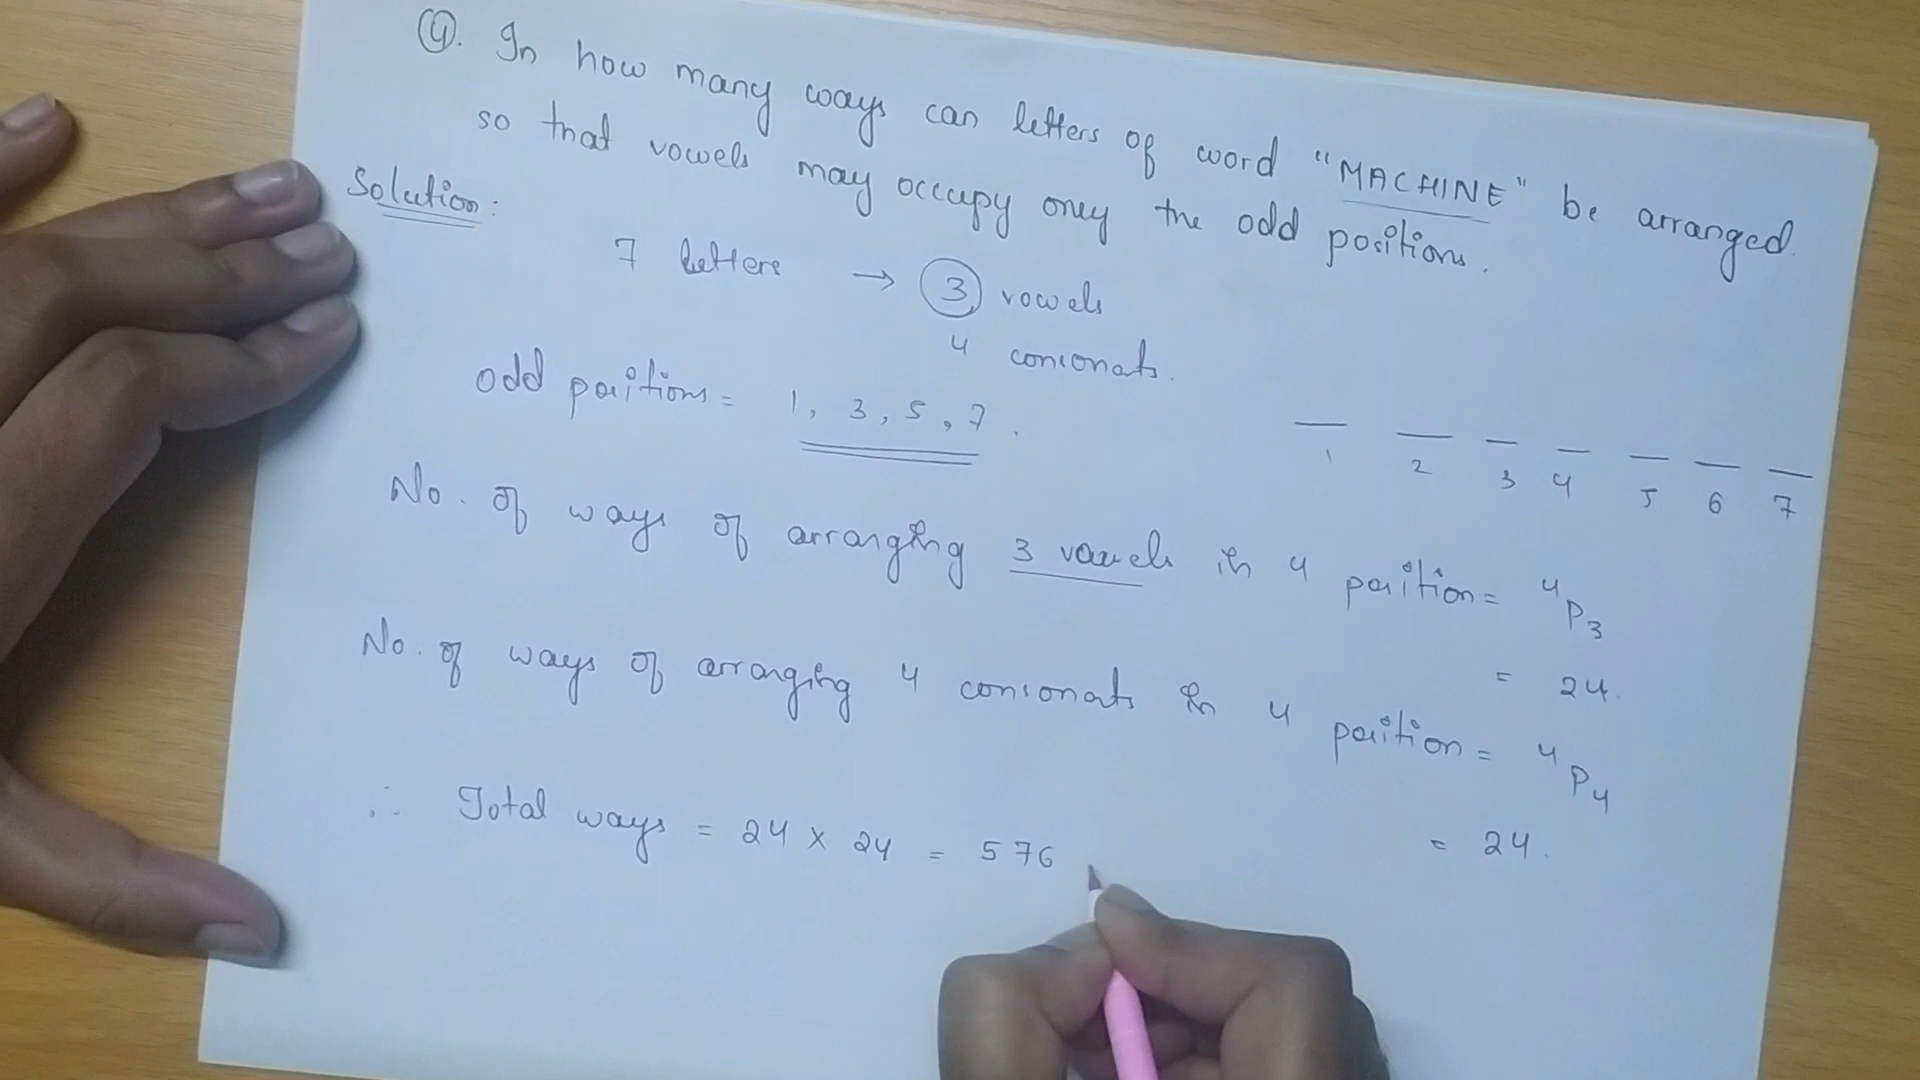 ④. In how many ways can letters of word "MACHINE" be arranged.
so that vowels may occupy only the odd positions.
Solution:
7 letters → 3 vowels
4 consonats.
odd positions = 1, 3, 5, 7.
1 2 3 4 5 6 7
No. of ways of arranging 3 vowels in 4 position = ⁴P₃
= 24.
No. of ways of arranging 4 consonats in 4 position = ⁴P₄
= 24.
∴ Total ways = 24 × 24 = 576